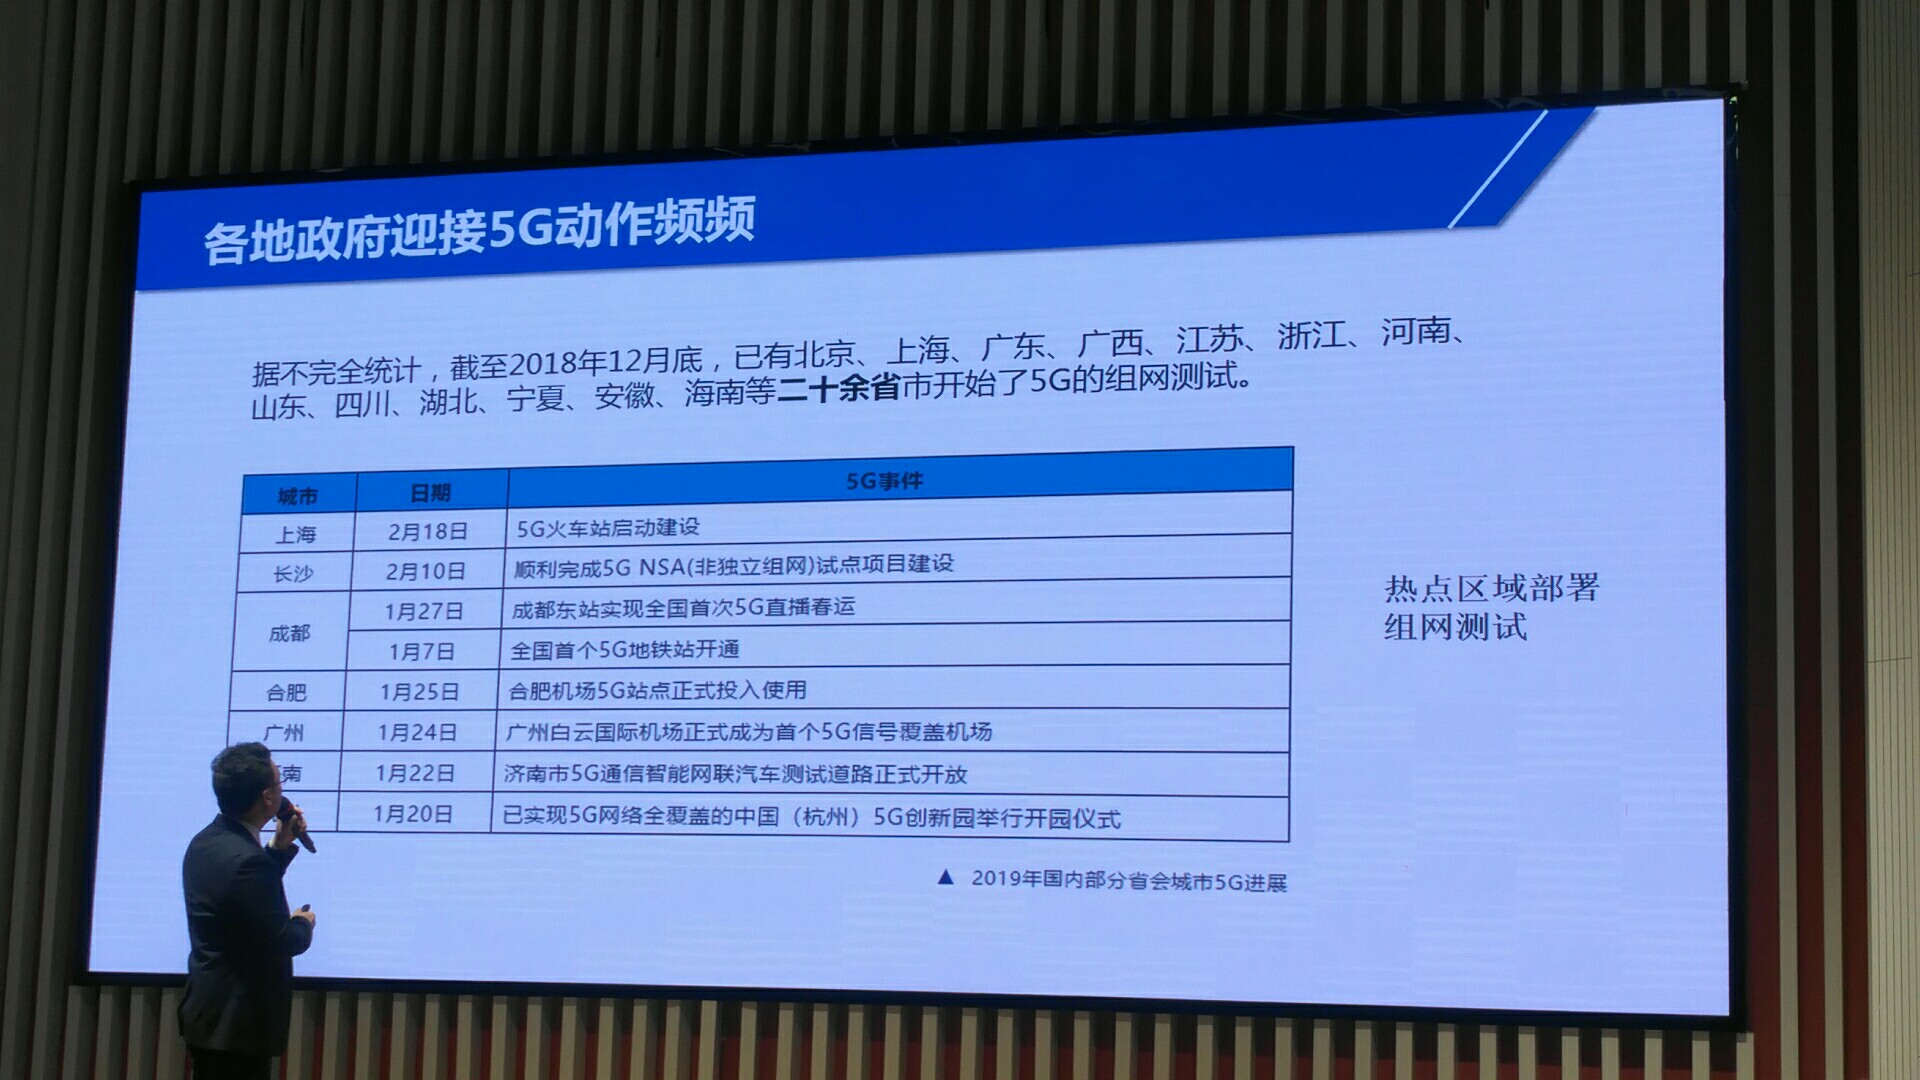 各地政府迎接5G动作频频
据不完全统计，截至2018年12月底，已有北京、上海、广东、广西、江苏、浙江、河南、
山东、四川、湖北、宁夏、安徽、海南等二十余省市开始了5G的组网测试。
城市 日期 5G事件
上海 2月18日 5G火车站启动建设
长沙 2月10日 顺利完成5G NSA(非独立组网)试点项目建设
成都 1月27日 成都东站实现全国首次5G直播春运
1月7日 全国首个5G地铁站开通
合肥 1月25日 合肥机场5G站点正式投入使用
广州 1月24日 广州白云国际机场正式成为首个5G信号覆盖机场
南 1月22日 济南市5G通信智能网联汽车测试道路正式开放
1月20日 已实现5G网络全覆盖的中国（杭州）5G创新园举行开园仪式
热点区域部署
组网测试
▲ 2019年国内部分省会城市5G进展